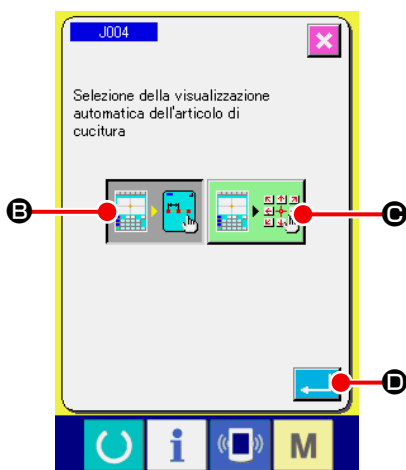 J004
Selezione della visualizzazione
automatica dell'articolo di
cucitura
B
C
D
i
M